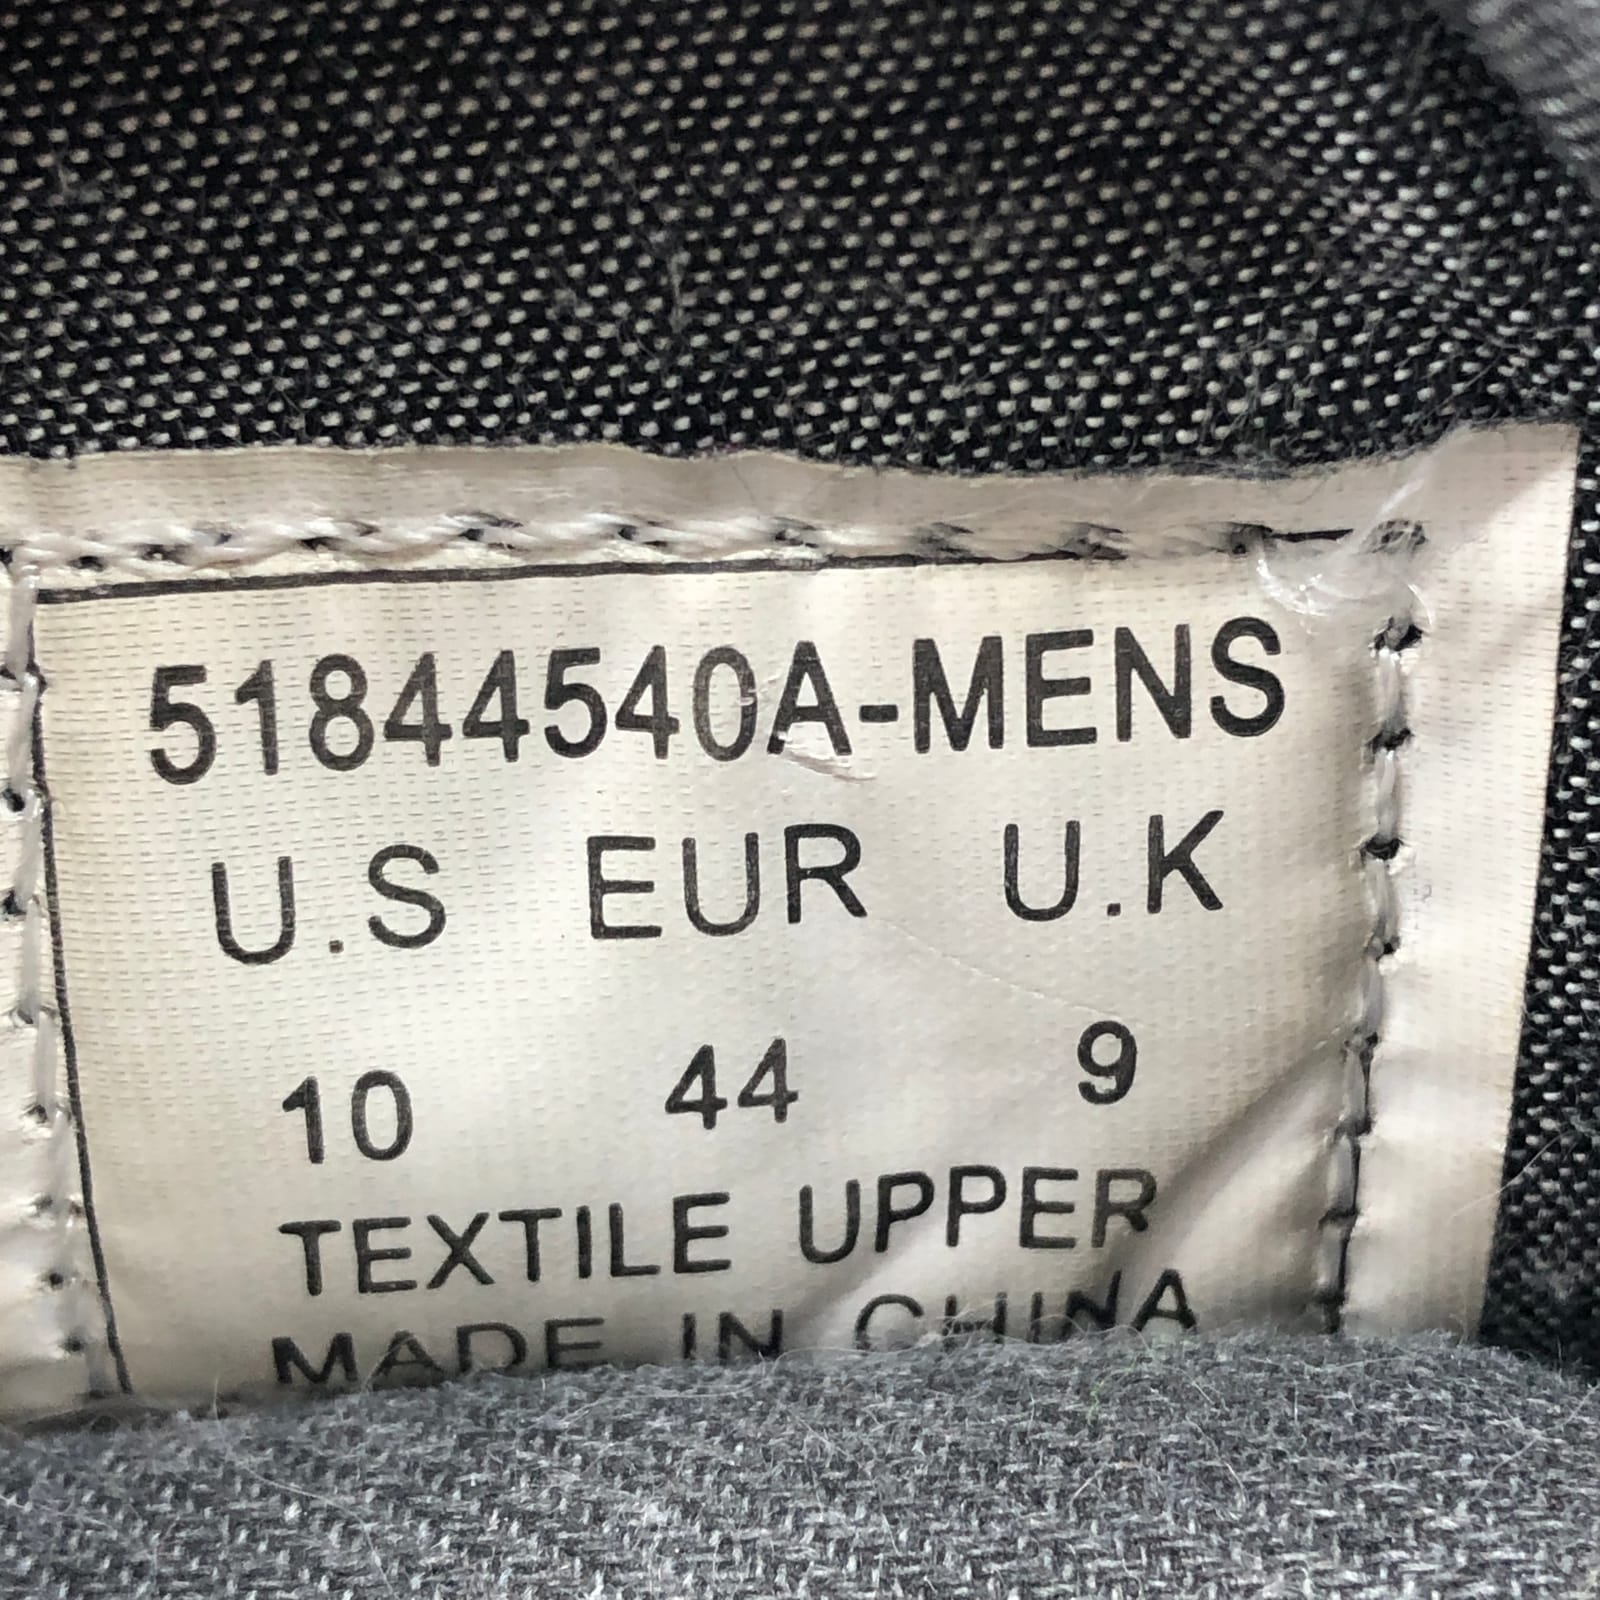 51844540A-MENS
U.S EUR U.K
10 44 9
TEXTILE UPPER
MADE IN CHINA